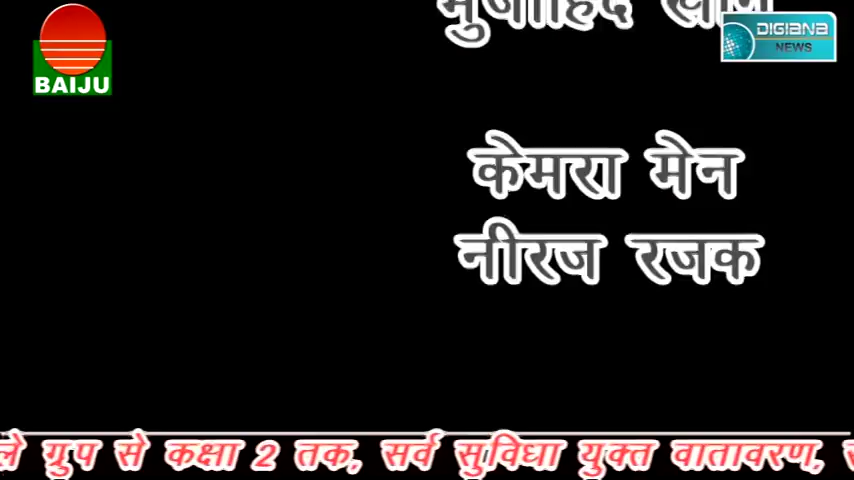 मुजाहिद खान
DIGIANA
NEWS
BAIJU
केमरा मेन
नीरज रजक
ले ग्रुप से कक्षा 2 तक, सर्व सुविधा युक्त वातावरण,